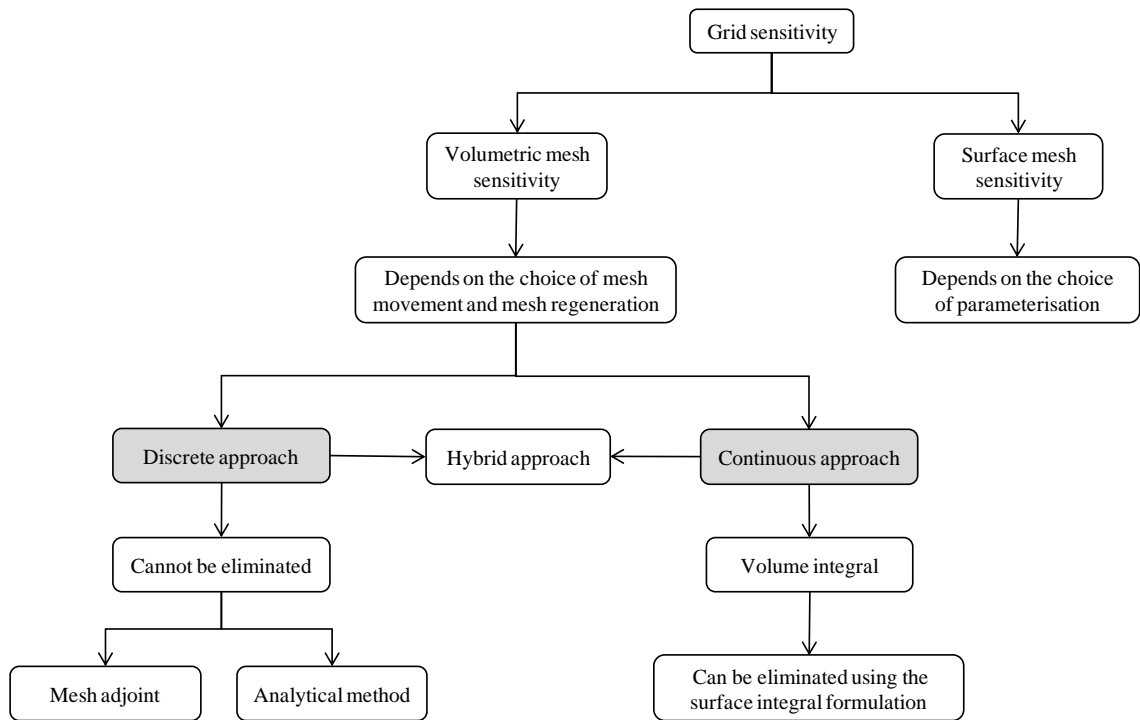 Grid sensitivity
Volumetric mesh
sensitivity
Surface mesh
sensitivity
Depends on the choice of mesh
movement and mesh regeneration
Depends on the choice
of parameterisation
Discrete approach
Hybrid approach
Continuous approach
Cannot be eliminated
Volume integral
Mesh adjoint
Analytical method
Can be eliminated using the
surface integral formulation